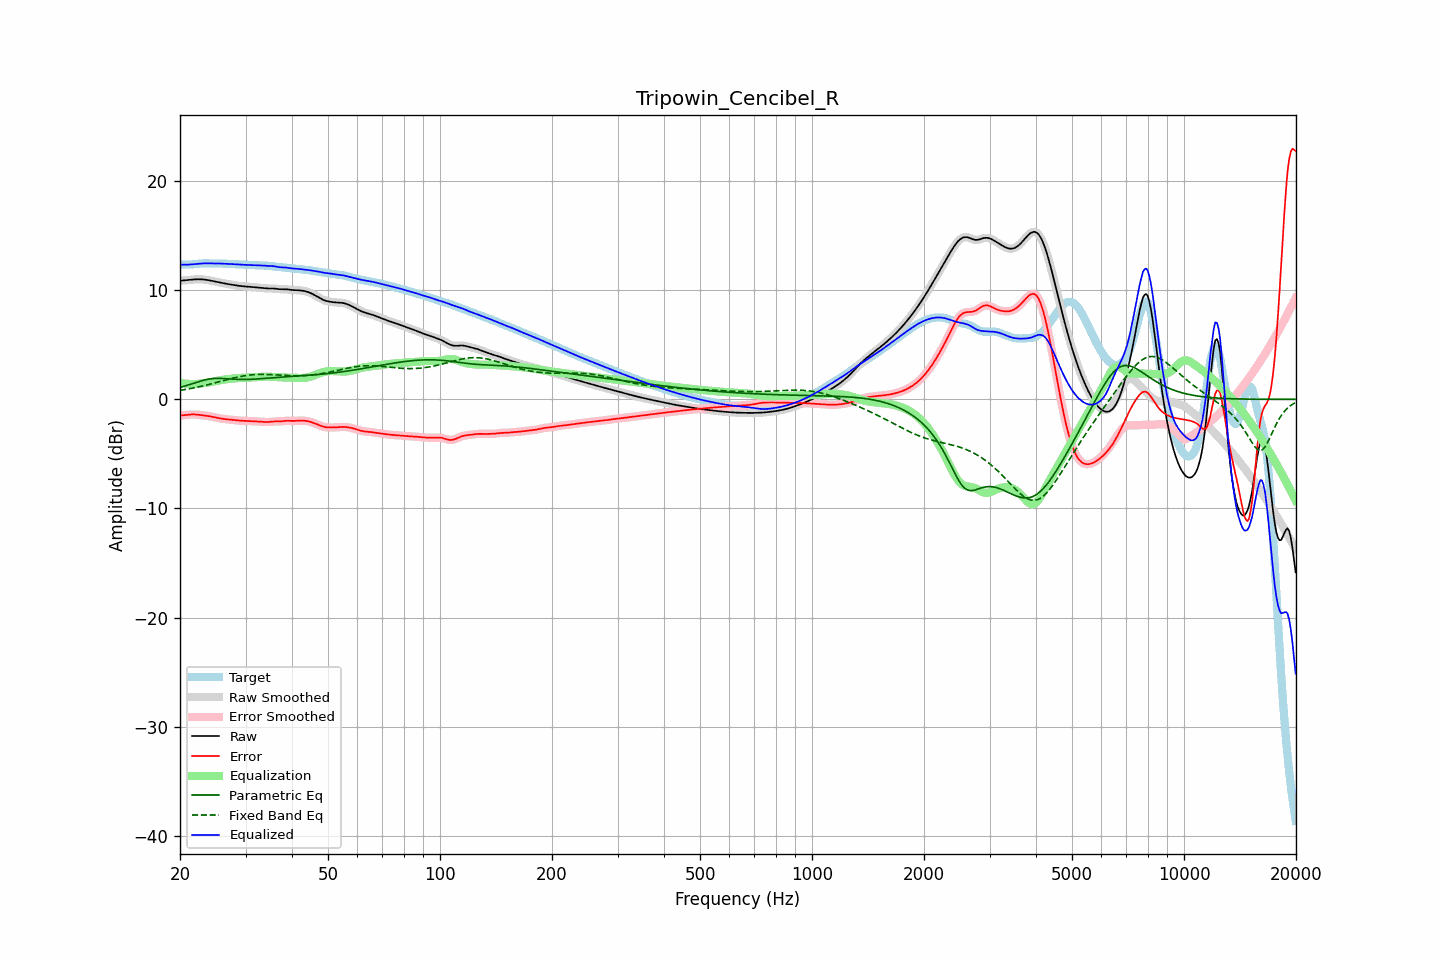 Tripowin_Cencibel_R
Amplitude (dBr)
20
10
0
−10
−20
−30
−40
Target
Raw Smoothed
Error Smoothed
Raw
Error
Equalization
Parametric Eq
Fixed Band Eq
Equalized
20 50 100 200 500 1000 2000 5000 10000 20000
Frequency (Hz)